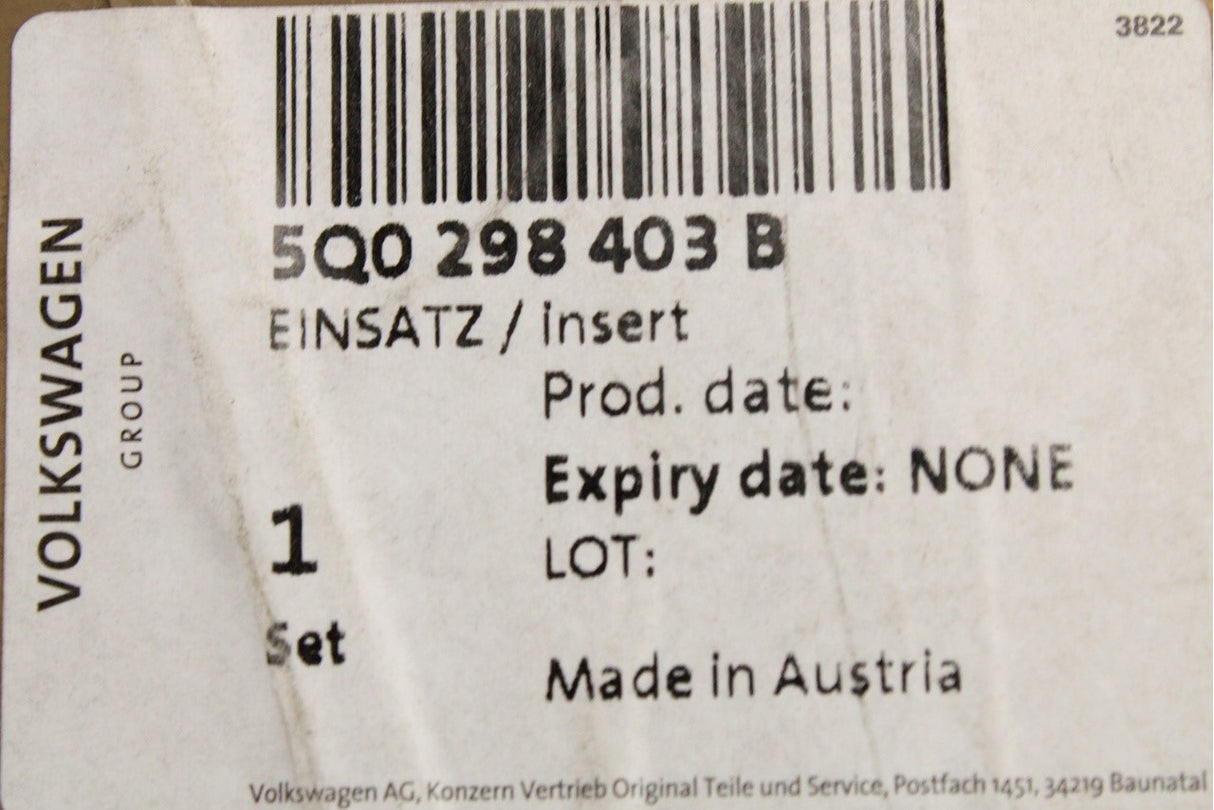 3822
5Q0 298 403 B
EINSATZ / insert
Prod. date:
Expiry date: NONE
LOT:
1
Set
Made in Austria
VOLKSWAGEN
GROUP
Volkswagen AG, Konzern Vertrieb Original Teile und Service, Postfach 1451, 34219 Baunatal